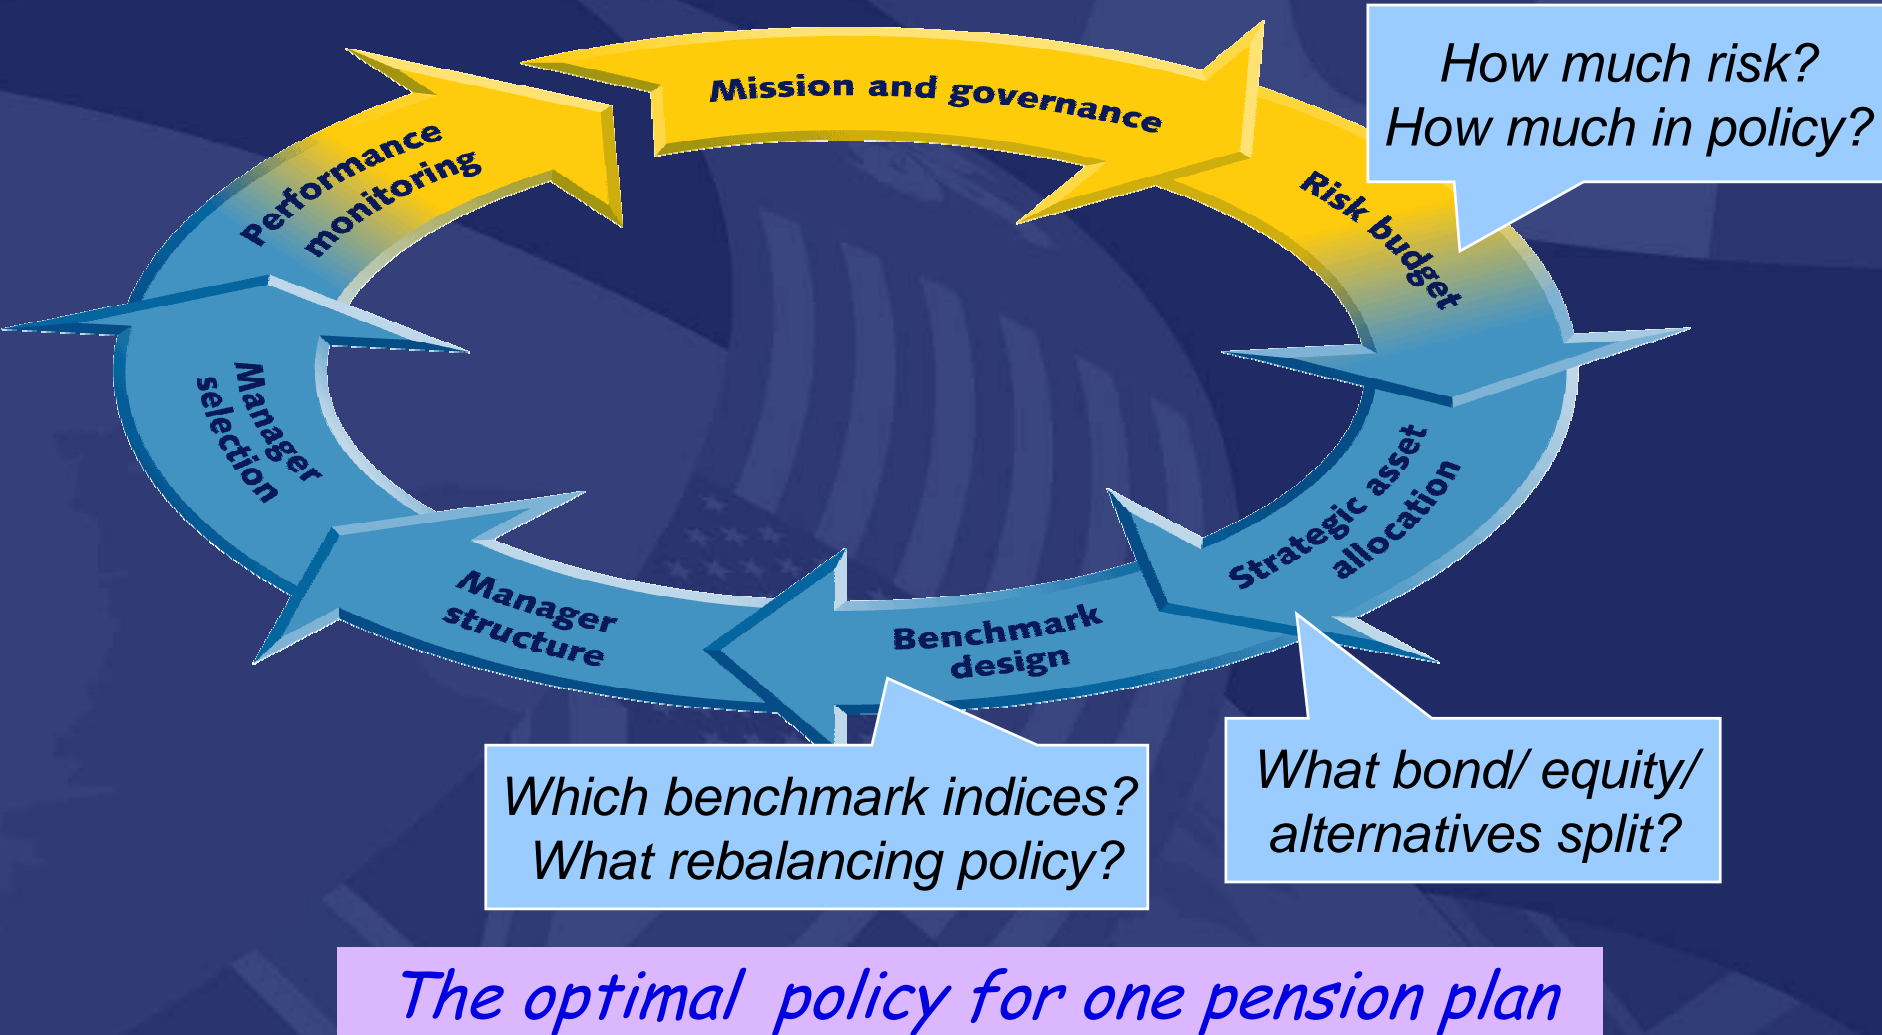 Mission and governance
How much risk?
How much in policy?
Risk budget
Performance
monitoring
Manager
selection
Strategic asset
allocation
Manager
structure
Benchmark
design
Which benchmark indices?
What rebalancing policy?
What bond/ equity/
alternatives split?
The optimal policy for one pension plan